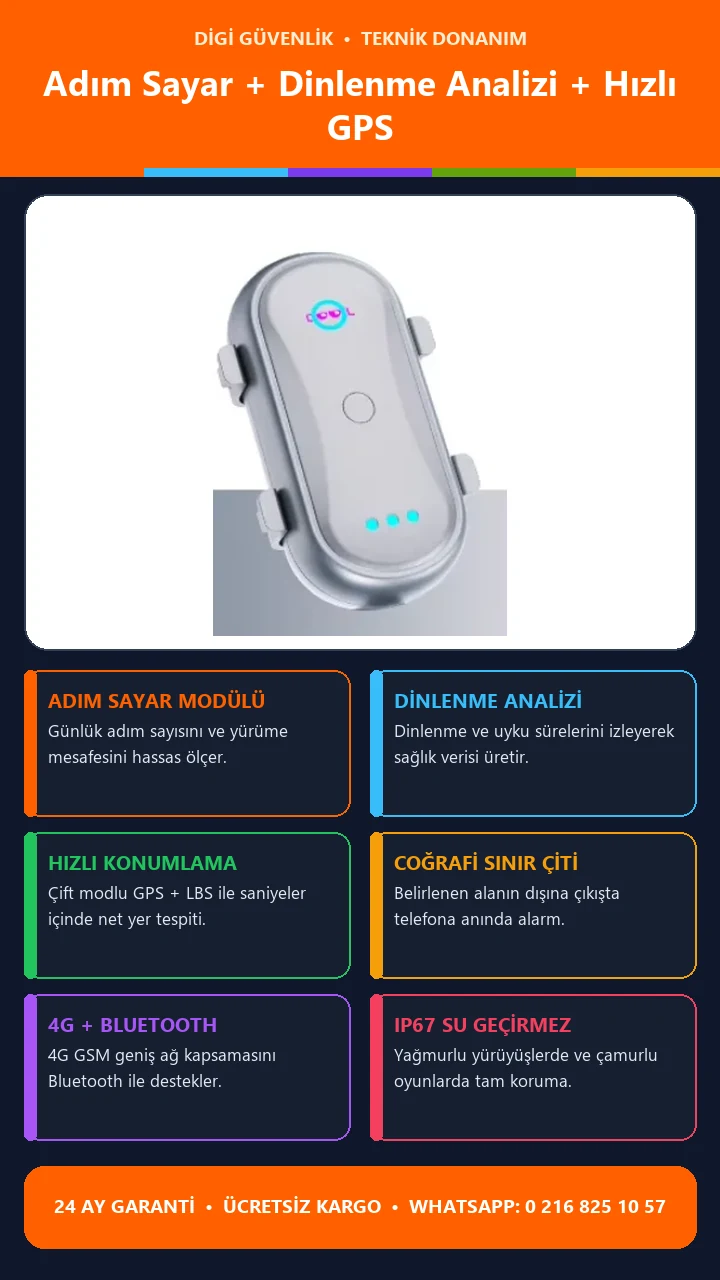 DİGİ GÜVENLİK • TEKNİK DONANIM
Adım Sayar + Dinlenme Analizi + Hızlı
GPS
ADIM SAYAR MODÜLÜ
Günlük adım sayısını ve yürüme
mesafesini hassas ölçer.
DİNLENME ANALİZİ
Dinlenme ve uyku sürelerini izleyerek
sağlık verisi üretir.
HIZLI KONUMLAMA
Çift modlu GPS + LBS ile saniyeler
içinde net yer tespiti.
COĞRAFİ SINIR ÇİTİ
Belirlenen alanın dışına çıkışta
telefona anında alarm.
4G + BLUETOOTH
4G GSM geniş ağ kapsamasını
Bluetooth ile destekler.
IP67 SU GEÇİRMEZ
Yağmurlu yürüyüşlerde ve çamurlu
oyunlarda tam koruma.
24 AY GARANTİ • ÜCRETSİZ KARGO • WHATSAPP: 0 216 825 10 57